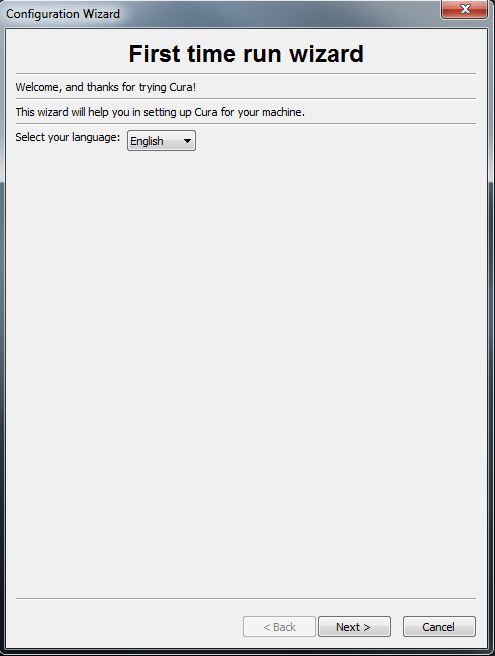 Configuration Wizard
First time run wizard
Welcome, and thanks for trying Cura!
This wizard will help you in setting up Cura for your machine.
Select your language: English
< Back Next > Cancel